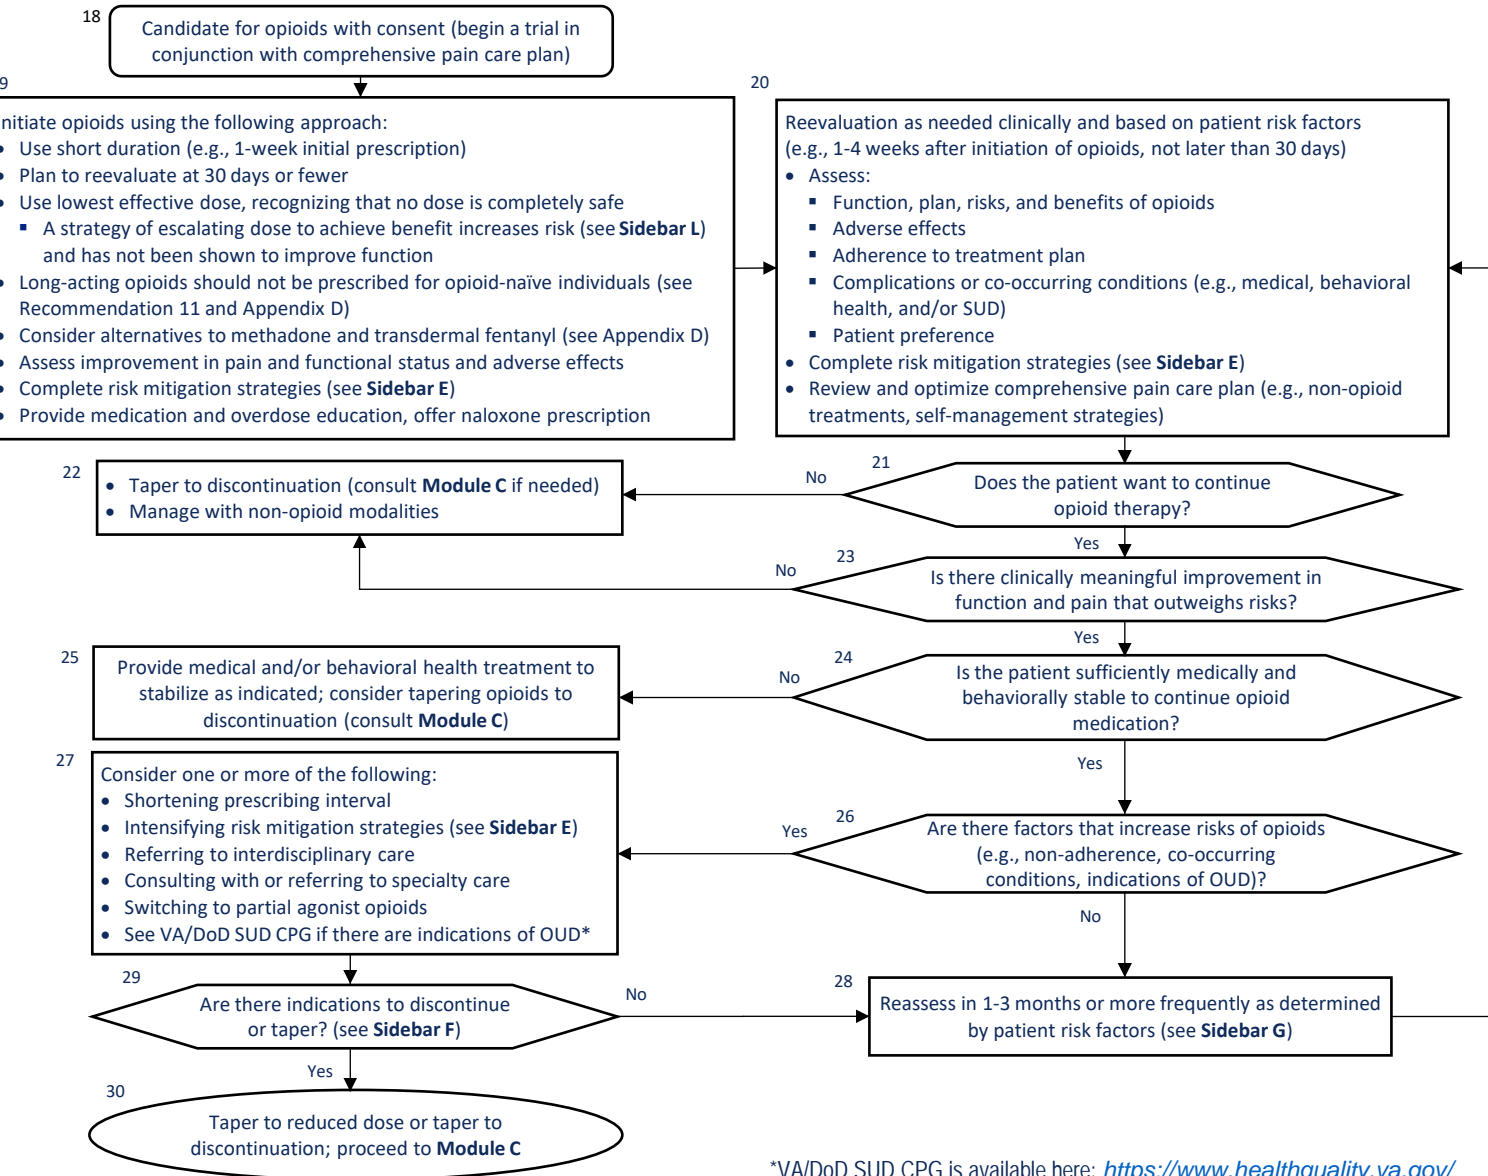 18
Candidate for opioids with consent (begin a trial in
conjunction with comprehensive pain care plan)
9
nitiate opioids using the following approach:
• Use short duration (e.g., 1-week initial prescription)
• Plan to reevaluate at 30 days or fewer
• Use lowest effective dose, recognizing that no dose is completely safe
▪ A strategy of escalating dose to achieve benefit increases risk (see Sidebar L)
and has not been shown to improve function
• Long-acting opioids should not be prescribed for opioid-naïve individuals (see
Recommendation 11 and Appendix D)
• Consider alternatives to methadone and transdermal fentanyl (see Appendix D)
• Assess improvement in pain and functional status and adverse effects
• Complete risk mitigation strategies (see Sidebar E)
• Provide medication and overdose education, offer naloxone prescription
20
Reevaluation as needed clinically and based on patient risk factors
(e.g., 1-4 weeks after initiation of opioids, not later than 30 days)
• Assess:
▪ Function, plan, risks, and benefits of opioids
▪ Adverse effects
▪ Adherence to treatment plan
▪ Complications or co-occurring conditions (e.g., medical, behavioral
health, and/or SUD)
▪ Patient preference
• Complete risk mitigation strategies (see Sidebar E)
• Review and optimize comprehensive pain care plan (e.g., non-opioid
treatments, self-management strategies)
21
Does the patient want to continue
opioid therapy?
No
22
• Taper to discontinuation (consult Module C if needed)
• Manage with non-opioid modalities
Yes
23
Is there clinically meaningful improvement in
function and pain that outweighs risks?
No
Yes
24
Is the patient sufficiently medically and
behaviorally stable to continue opioid
medication?
No
25
Provide medical and/or behavioral health treatment to
stabilize as indicated; consider tapering opioids to
discontinuation (consult Module C)
Yes
26
Are there factors that increase risks of opioids
(e.g., non-adherence, co-occurring
conditions, indications of OUD)?
Yes
27
Consider one or more of the following:
• Shortening prescribing interval
• Intensifying risk mitigation strategies (see Sidebar E)
• Referring to interdisciplinary care
• Consulting with or referring to specialty care
• Switching to partial agonist opioids
• See VA/DoD SUD CPG if there are indications of OUD*
No
28
Reassess in 1-3 months or more frequently as determined
by patient risk factors (see Sidebar G)
29
Are there indications to discontinue
or taper? (see Sidebar F)
No
Yes
30
Taper to reduced dose or taper to
discontinuation; proceed to Module C
*VA/DoD SUD CPG is available here: https://www.healthquality.va.gov/